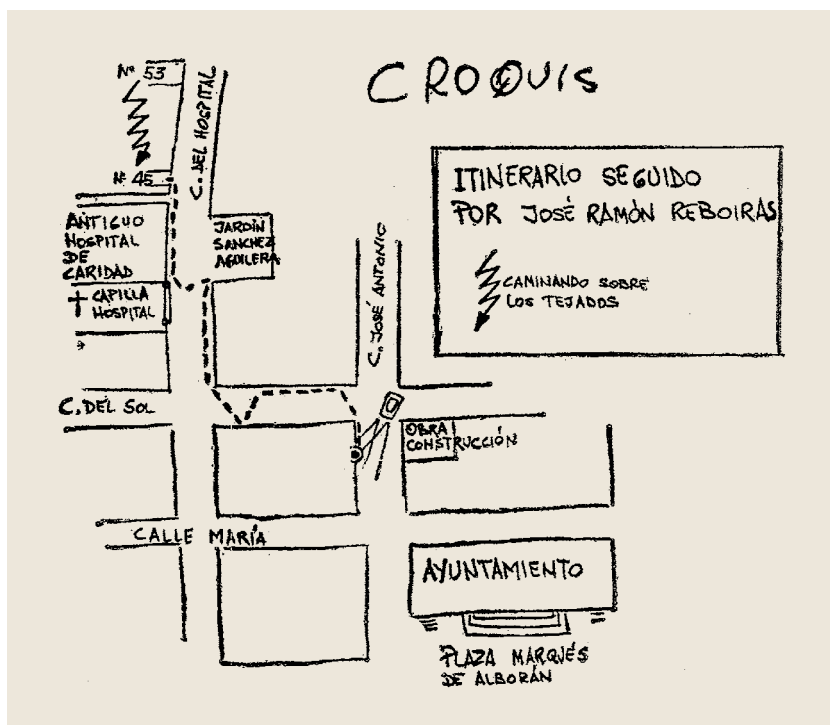 CROQUIS
Nº 53
C. DEL HOSPITAL
Nº 45
ITINERARIO SEGUIDO
POR JOSÉ RAMÓN REBOIRAS
CAMINANDO SOBRE
LOS TEJADOS
ANTIGUO
HOSPITAL
DE
CARIDAD
JARDÍN
SANCHEZ
AGUILERA
CAPILLA
HOSPITAL
C. JOSÉ ANTONIO
C. DEL SOL
OBRA
CONSTRUCCIÓN
CALLE MARÍA
AYUNTAMIENTO
PLAZA MARQUÉS
DE ALBORÁN